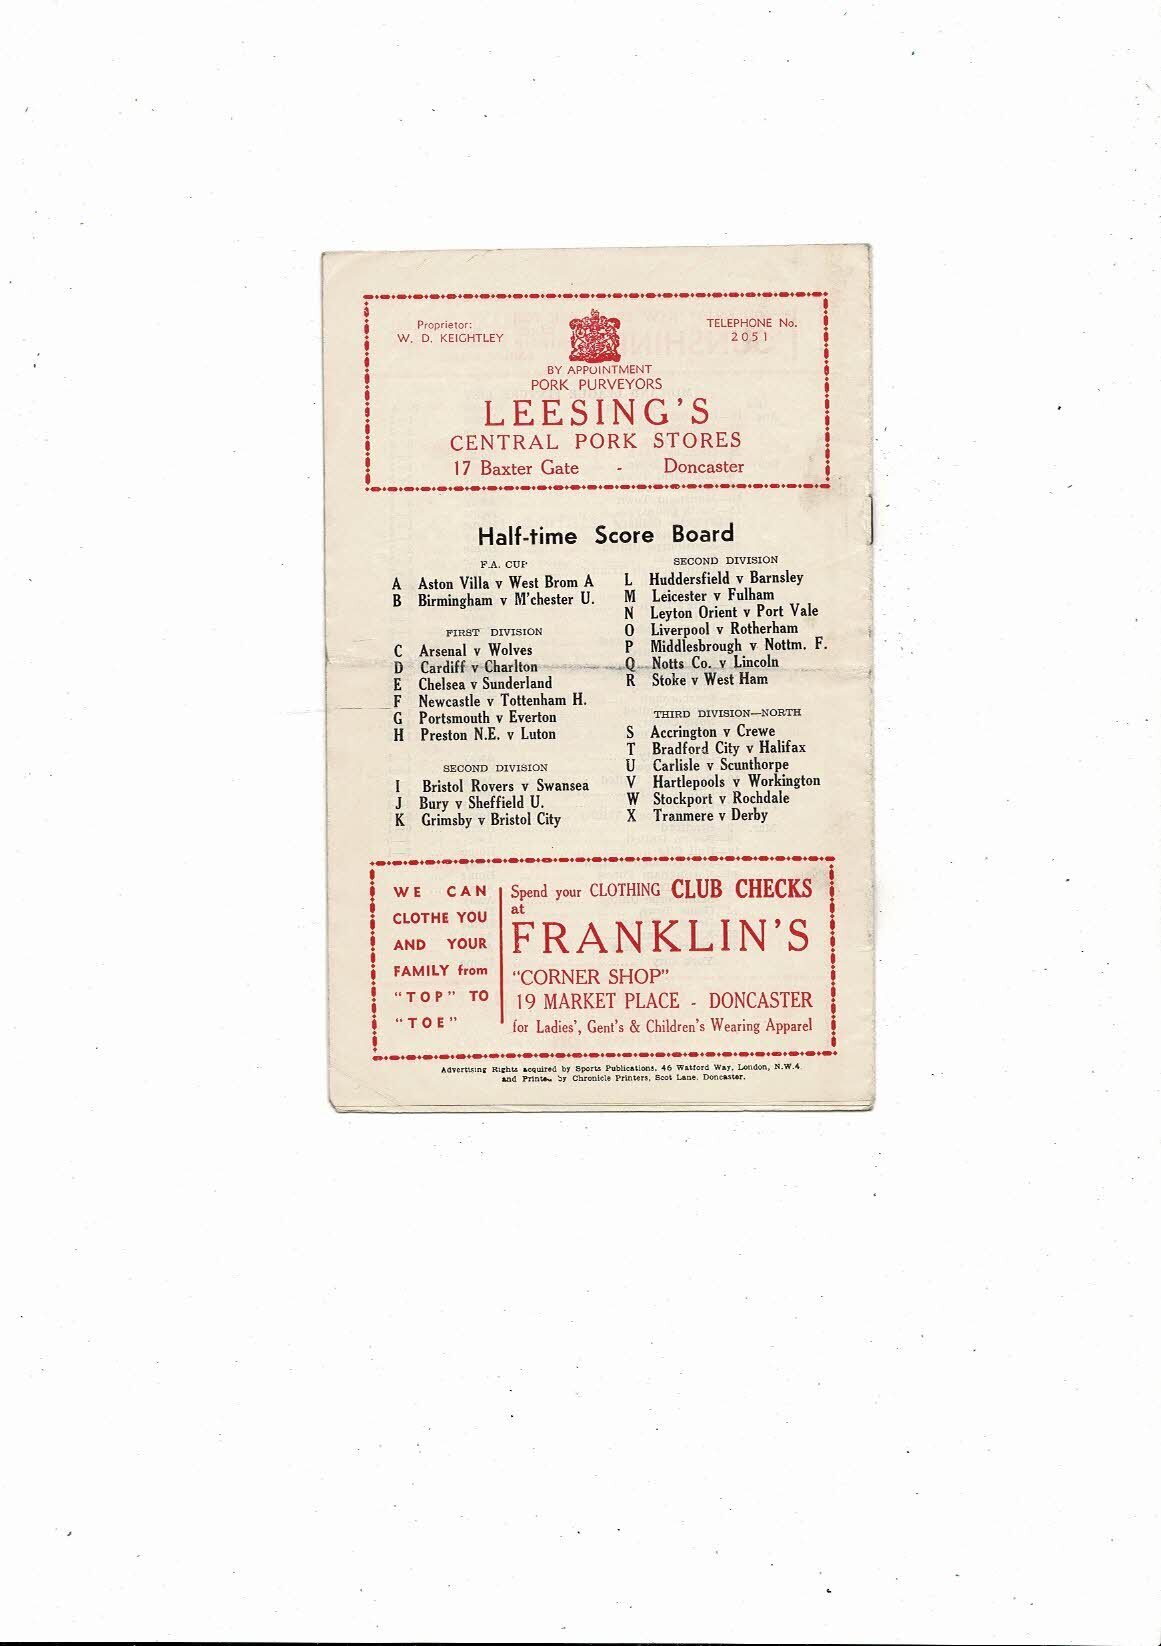 Proprietor:
W. D. KEIGHTLEY
TELEPHONE No.
2051
BY APPOINTMENT
PORK PURVEYORS
LEESING'S
CENTRAL PORK STORES
17 Baxter Gate - Doncaster
Half-time Score Board
F.A. CUP
A Aston Villa v West Brom A
B Birmingham v M'chester U.
FIRST DIVISION
C Arsenal v Wolves
D Cardiff v Charlton
E Chelsea v Sunderland
F Newcastle v Tottenham H.
G Portsmouth v Everton
H Preston N.E. v Luton
SECOND DIVISION
I Bristol Rovers v Swansea
J Bury v Sheffield U.
K Grimsby v Bristol City
SECOND DIVISION
L Huddersfield v Barnsley
M Leicester v Fulham
N Leyton Orient v Port Vale
O Liverpool v Rotherham
P Middlesbrough v Nottm. F.
Q Notts Co. v Lincoln
R Stoke v West Ham
THIRD DIVISION—NORTH
S Accrington v Crewe
T Bradford City v Halifax
U Carlisle v Scunthorpe
V Hartlepools v Workington
W Stockport v Rochdale
X Tranmere v Derby
WE CAN
CLOTHE YOU
AND YOUR
FAMILY from
"TOP" TO
"TOE"
Spend your CLOTHING CLUB CHECKS
at
FRANKLIN'S
"CORNER SHOP"
19 MARKET PLACE - DONCASTER
for Ladies', Gent's & Children's Wearing Apparel
Advertising Rights acquired by Sports Publications, 46 Watford Way, London, N.W.4
and Printed by Chronicle Printers, Scot Lane, Doncaster.